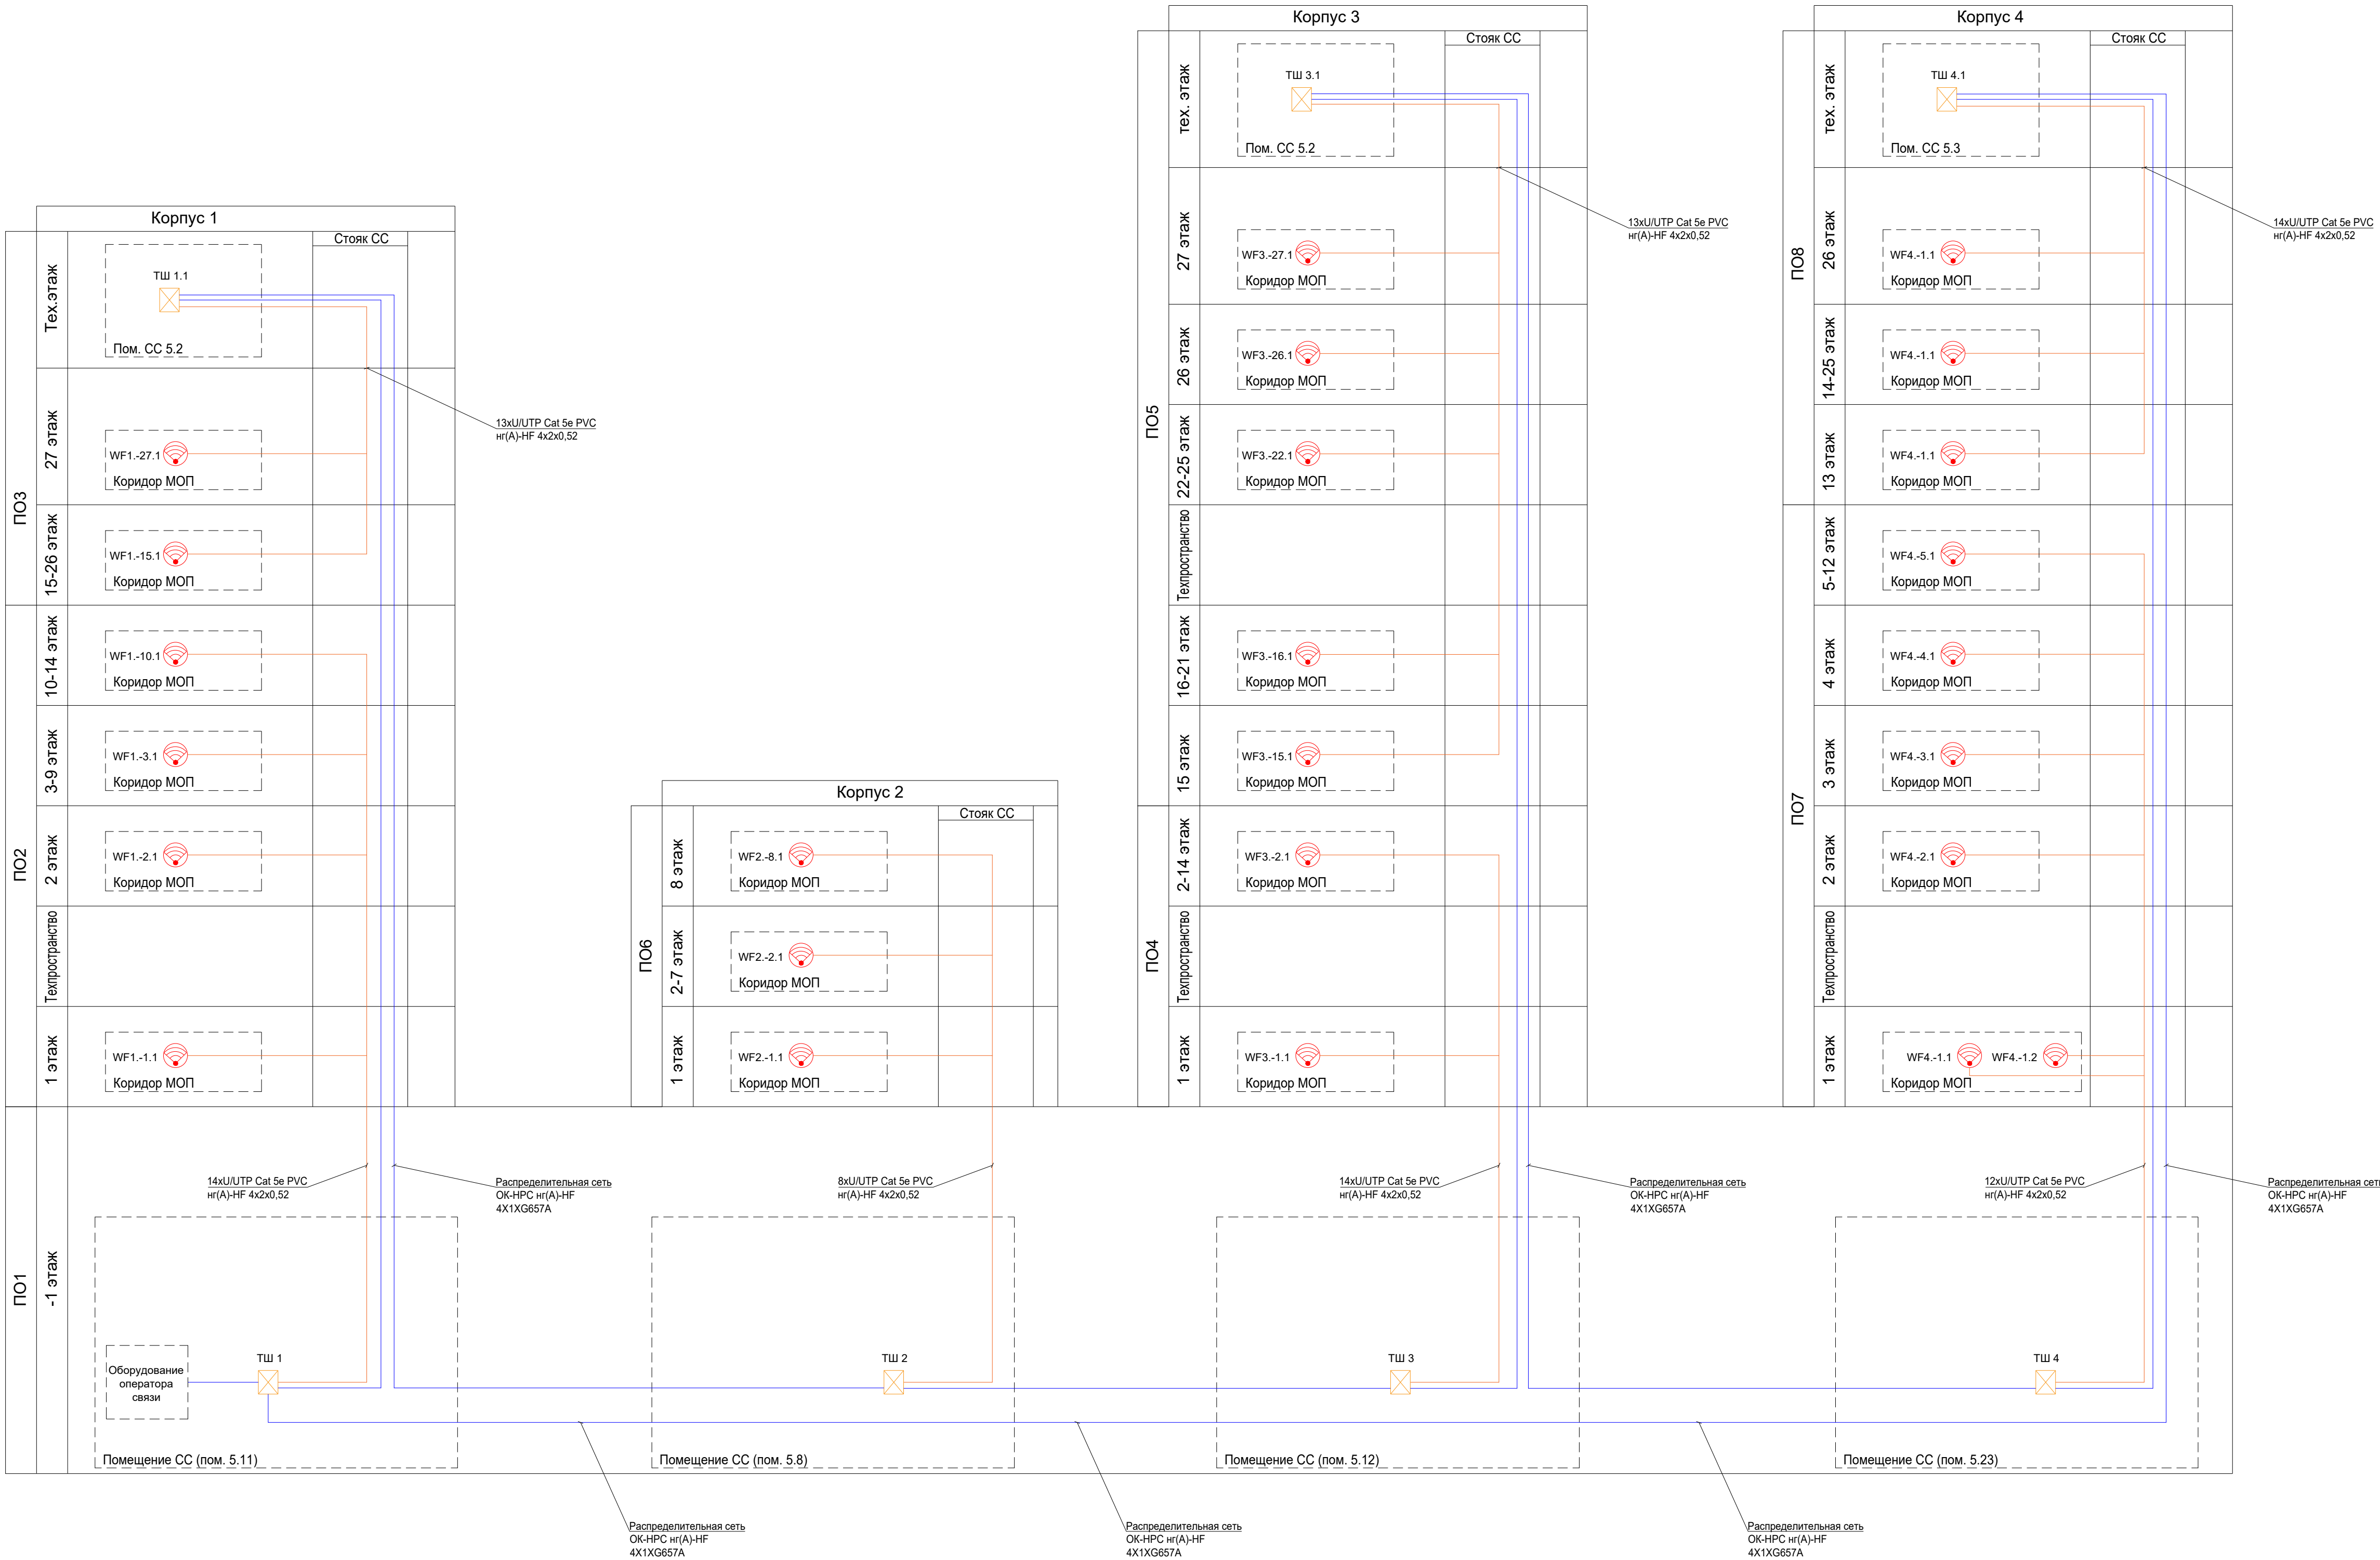 Корпус 1
Стояк СС
ПО3
Тех.этаж
ТШ 1.1
Пом. СС 5.2
27 этаж
WF1.-27.1
Коридор МОП
13xU/UTP Cat 5e PVC
нг(А)-HF 4x2x0,52
15-26 этаж
WF1.-15.1
Коридор МОП
ПО2
10-14 этаж
WF1.-10.1
Коридор МОП
3-9 этаж
WF1.-3.1
Коридор МОП
2 этаж
WF1.-2.1
Коридор МОП
Техпространство
1 этаж
WF1.-1.1
Коридор МОП
Корпус 2
Стояк СС
ПО6
8 этаж
WF2.-8.1
Коридор МОП
2-7 этаж
WF2.-2.1
Коридор МОП
1 этаж
WF2.-1.1
Коридор МОП
Корпус 3
Стояк СС
ПО5
тех. этаж
ТШ 3.1
Пом. СС 5.2
27 этаж
WF3.-27.1
Коридор МОП
13xU/UTP Cat 5e PVC
нг(А)-HF 4x2x0,52
26 этаж
WF3.-26.1
Коридор МОП
22-25 этаж
WF3.-22.1
Коридор МОП
Техпространство
16-21 этаж
WF3.-16.1
Коридор МОП
15 этаж
WF3.-15.1
Коридор МОП
ПО4
2-14 этаж
WF3.-2.1
Коридор МОП
Техпространство
1 этаж
WF3.-1.1
Коридор МОП
Корпус 4
Стояк СС
ПО8
тех. этаж
ТШ 4.1
Пом. СС 5.3
26 этаж
WF4.-1.1
Коридор МОП
14xU/UTP Cat 5e PVC
нг(А)-HF 4x2x0,52
14-25 этаж
WF4.-1.1
Коридор МОП
13 этаж
WF4.-1.1
Коридор МОП
ПО7
5-12 этаж
WF4.-5.1
Коридор МОП
4 этаж
WF4.-4.1
Коридор МОП
3 этаж
WF4.-3.1
Коридор МОП
2 этаж
WF4.-2.1
Коридор МОП
Техпространство
1 этаж
WF4.-1.1
WF4.-1.2
Коридор МОП
ПО1
-1 этаж
14xU/UTP Cat 5e PVC
нг(А)-HF 4x2x0,52
Распределительная сеть
ОК-НРС нг(А)-HF
4X1XG657A
8xU/UTP Cat 5e PVC
нг(А)-HF 4x2x0,52
14xU/UTP Cat 5e PVC
нг(А)-HF 4x2x0,52
Распределительная сеть
ОК-НРС нг(А)-HF
4X1XG657A
12xU/UTP Cat 5e PVC
нг(А)-HF 4x2x0,52
Распределительная сеть
ОК-НРС нг(А)-HF
4X1XG657A
Оборудование
оператора
связи
ТШ 1
Помещение СС (пом. 5.11)
ТШ 2
Помещение СС (пом. 5.8)
ТШ 3
Помещение СС (пом. 5.12)
ТШ 4
Помещение СС (пом. 5.23)
Распределительная сеть
ОК-НРС нг(А)-HF
4X1XG657A
Распределительная сеть
ОК-НРС нг(А)-HF
4X1XG657A
Распределительная сеть
ОК-НРС нг(А)-HF
4X1XG657A